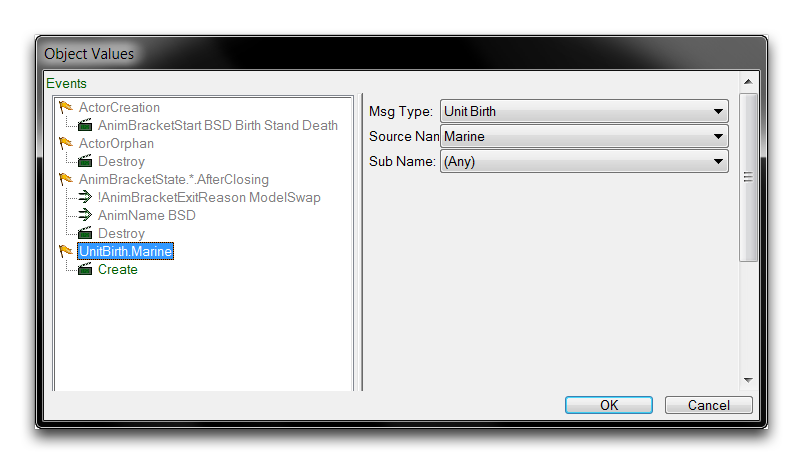 Object Values
Events
ActorCreation
AnimBracketStart BSD Birth Stand Death
ActorOrphan
Destroy
AnimBracketState.*.AfterClosing
!AnimBracketExitReason ModelSwap
AnimName BSD
Destroy
UnitBirth.Marine
Create
Msg Type: Unit Birth
Source Nan Marine
Sub Name: (Any)
OK Cancel